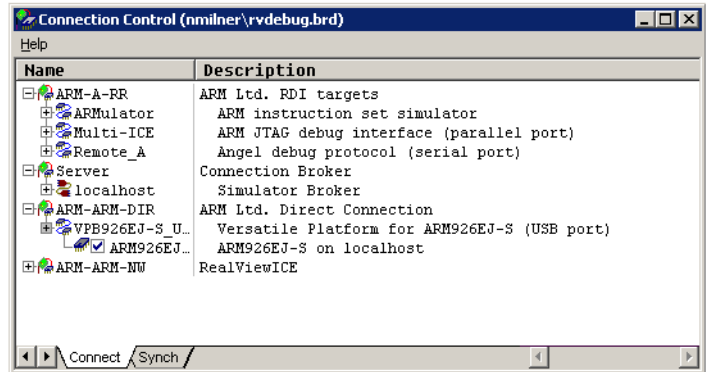 Connection Control (nmilner\rvdebug.brd)
Help
Name Description
ARM-A-RR ARM Ltd. RDI targets
ARMulator ARM instruction set simulator
Multi-ICE ARM JTAG debug interface (parallel port)
Remote_A Angel debug protocol (serial port)
Server Connection Broker
localhost Simulator Broker
ARM-ARM-DIR ARM Ltd. Direct Connection
VPB926EJ-S_U... Versatile Platform for ARM926EJ-S (USB port)
ARM926EJ... ARM926EJ-S on localhost
ARM-ARM-NW RealViewICE
Connect Synch